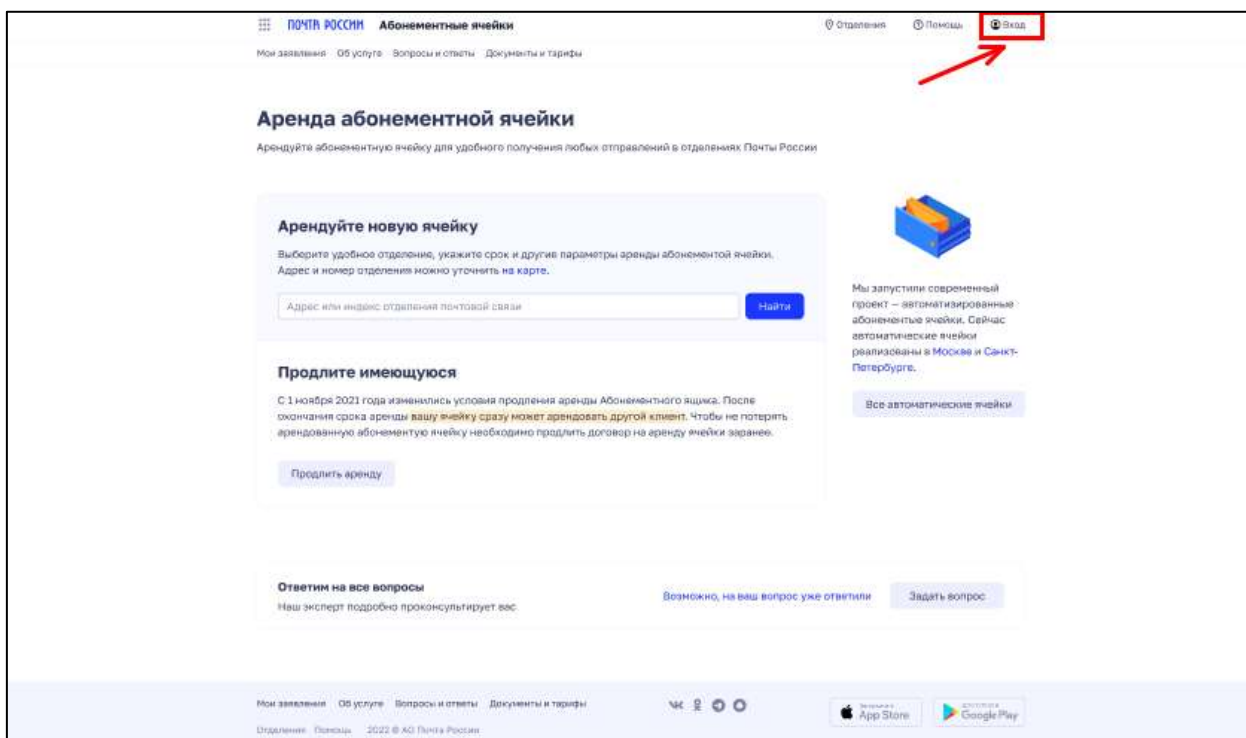 ПОЧТА РОССИИ Абонементные ячейки Отделения Помощь Вход
Мои заявления Об услуге Вопросы и ответы Документы и тарифы
Аренда абонементной ячейки
Арендуйте абонементную ячейку для удобного получения любых отправлений в отделениях Почты России
Арендуйте новую ячейку
Выберите удобное отделение, укажите срок и другие параметры аренды абонементой ячейки.
Адрес и номер отделения можно уточнить на карте.
Адрес или индекс отделения почтовой связи Найти
Мы запустили современный
проект — автоматизированные
абонементые ячейки. Сейчас
автоматические ячейки
реализованы в Москве и Санкт-
Петербурге.
Все автоматические ячейки
Продлите имеющуюся
С 1 ноября 2021 года изменились условия продления аренды Абонементного ящика. После
окончания срока аренды вашу ячейку сразу может арендовать другой клиент. Чтобы не потерять
арендованную абонементую ячейку необходимо продлить договор на аренду ячейки заранее.
Продлить аренду
Ответим на все вопросы
Наш эксперт подробно проконсультирует вас
Возможно, на ваш вопрос уже ответили Задать вопрос
Мои заявления Об услуге Вопросы и ответы Документы и тарифы
App Store Google Play
Отделения Помощь 2022 © АО Почта России